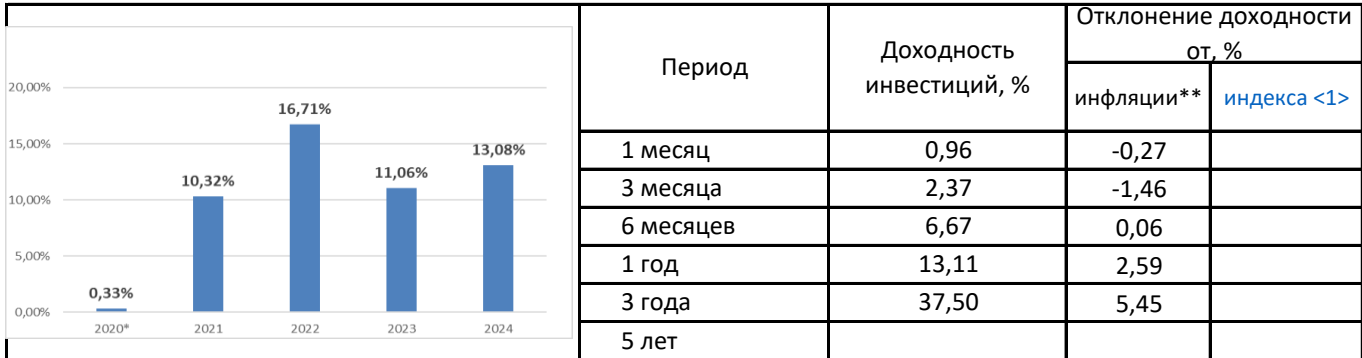 20,00%
15,00%
10,00%
5,00%
0,00%
0,33%
10,32%
16,71%
11,06%
13,08%
2020*
2021
2022
2023
2024
Период
Доходность
инвестиций, %
Отклонение доходности
от, %
инфляции**
индекса <1>
1 месяц 0,96 -0,27
3 месяца 2,37 -1,46
6 месяцев 6,67 0,06
1 год 13,11 2,59
3 года 37,50 5,45
5 лет